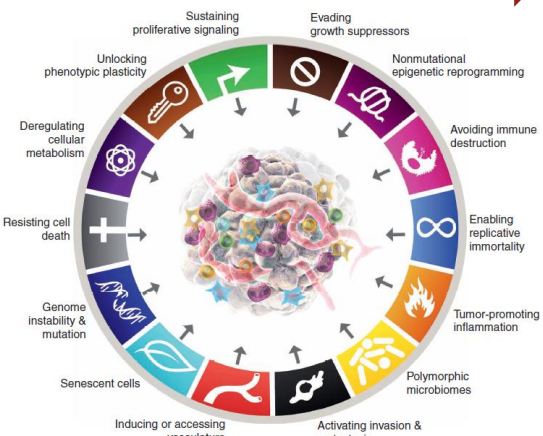 Sustaining
proliferative signaling
Evading
growth suppressors
Nonmutational
epigenetic reprogramming
Avoiding immune
destruction
Enabling
replicative
immortality
Tumor-promoting
inflammation
Polymorphic
microbiomes
Activating invasion &
Inducing or accessing
Senescent cells
Genome
instability &
mutation
Resisting cell
death
Deregulating
cellular
metabolism
Unlocking
phenotypic plasticity